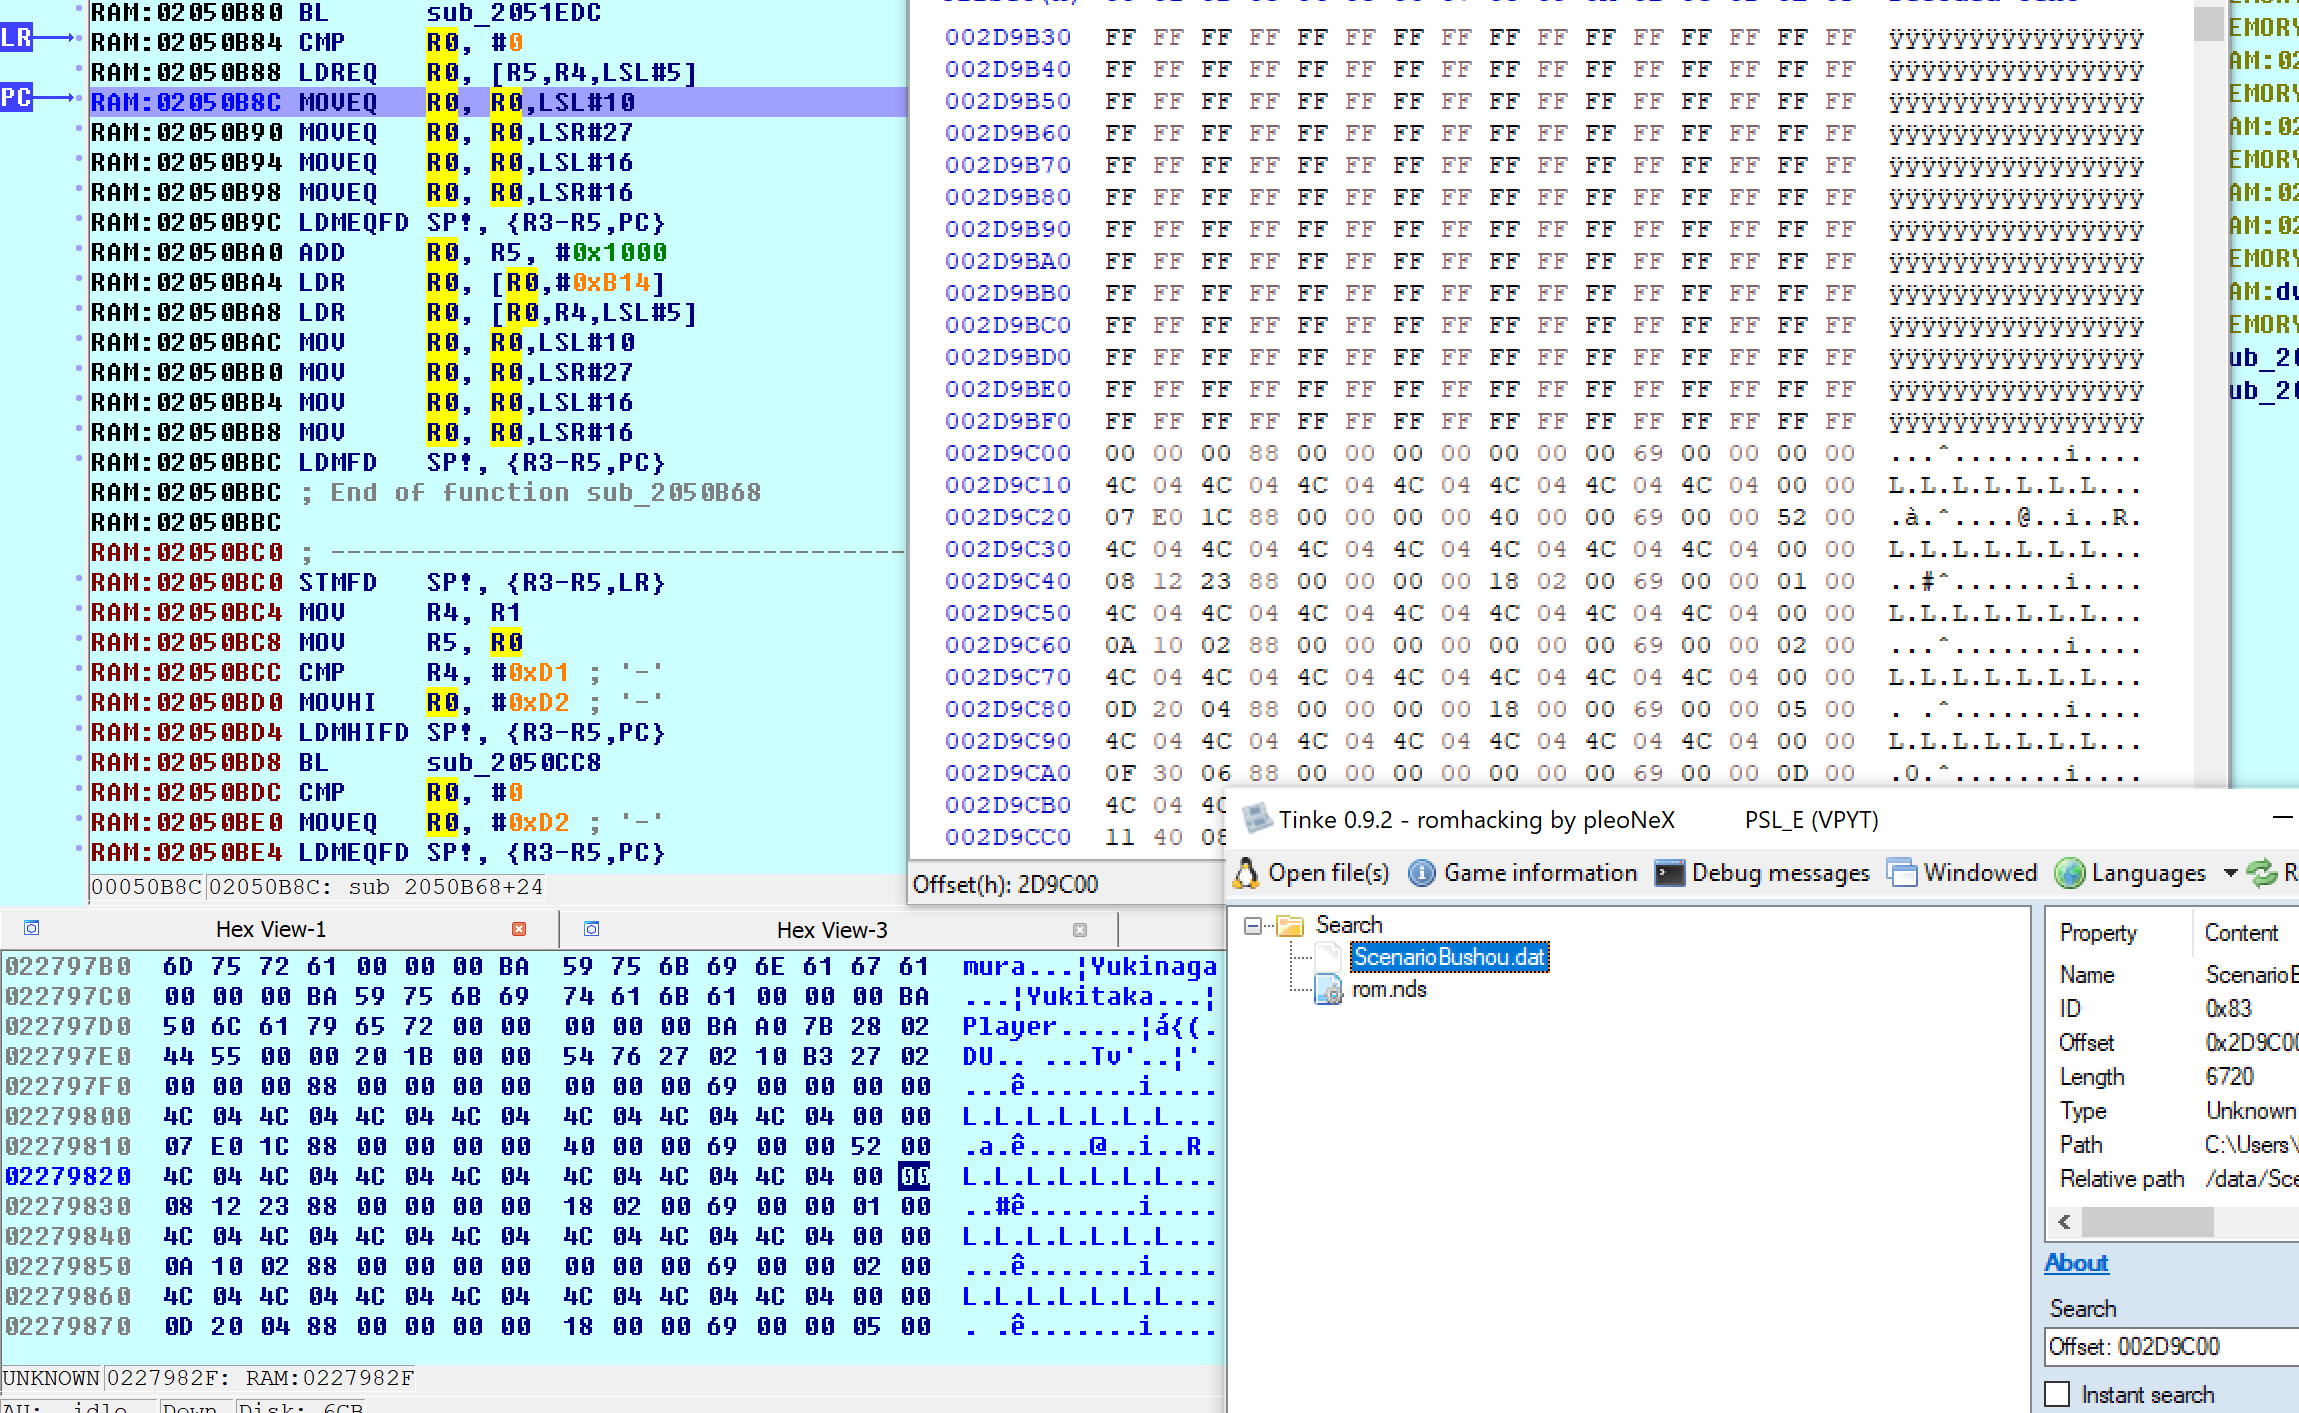 RAM:02050B80 BL sub_2051EDC
LR
RAM:02050B84 CMP R0, #0
RAM:02050B88 LDREQ R0, [R5,R4,LSL#5]
PC
RAM:02050B8C MOVEQ R0, R0,LSL#10
RAM:02050B90 MOVEQ R0, R0,LSR#27
RAM:02050B94 MOVEQ R0, R0,LSL#16
RAM:02050B98 MOVEQ R0, R0,LSR#16
RAM:02050B9C LDMEQFD SP!, {R3-R5,PC}
RAM:02050BA0 ADD R0, R5, #0x1000
RAM:02050BA4 LDR R0, [R0,#0xB14]
RAM:02050BA8 LDR R0, [R0,R4,LSL#5]
RAM:02050BAC MOV R0, R0,LSL#10
RAM:02050BB0 MOV R0, R0,LSR#27
RAM:02050BB4 MOV R0, R0,LSL#16
RAM:02050BB8 MOV R0, R0,LSR#16
RAM:02050BBC LDMFD SP!, {R3-R5,PC}
RAM:02050BBC ; End of function sub_2050B68
RAM:02050BBC
RAM:02050BC0 ; ------------------------------------
RAM:02050BC0 STMFD SP!, {R3-R5,LR}
RAM:02050BC4 MOV R4, R1
RAM:02050BC8 MOV R5, R0
RAM:02050BCC CMP R4, #0xD1 ; '-'
RAM:02050BD0 MOVHI R0, #0xD2 ; '-'
RAM:02050BD4 LDMHIFD SP!, {R3-R5,PC}
RAM:02050BD8 BL sub_2050CC8
RAM:02050BDC CMP R0, #0
RAM:02050BE0 MOVEQ R0, #0xD2 ; '-'
RAM:02050BE4 LDMEQFD SP!, {R3-R5,PC}
00050B8C 02050B8C: sub 2050B68+24
002D9B30 FF FF FF FF FF FF FF FF FF FF FF FF FF FF FF FF ÿÿÿÿÿÿÿÿÿÿÿÿÿÿÿÿ
002D9B40 FF FF FF FF FF FF FF FF FF FF FF FF FF FF FF FF ÿÿÿÿÿÿÿÿÿÿÿÿÿÿÿÿ
002D9B50 FF FF FF FF FF FF FF FF FF FF FF FF FF FF FF FF ÿÿÿÿÿÿÿÿÿÿÿÿÿÿÿÿ
002D9B60 FF FF FF FF FF FF FF FF FF FF FF FF FF FF FF FF ÿÿÿÿÿÿÿÿÿÿÿÿÿÿÿÿ
002D9B70 FF FF FF FF FF FF FF FF FF FF FF FF FF FF FF FF ÿÿÿÿÿÿÿÿÿÿÿÿÿÿÿÿ
002D9B80 FF FF FF FF FF FF FF FF FF FF FF FF FF FF FF FF ÿÿÿÿÿÿÿÿÿÿÿÿÿÿÿÿ
002D9B90 FF FF FF FF FF FF FF FF FF FF FF FF FF FF FF FF ÿÿÿÿÿÿÿÿÿÿÿÿÿÿÿÿ
002D9BA0 FF FF FF FF FF FF FF FF FF FF FF FF FF FF FF FF ÿÿÿÿÿÿÿÿÿÿÿÿÿÿÿÿ
002D9BB0 FF FF FF FF FF FF FF FF FF FF FF FF FF FF FF FF ÿÿÿÿÿÿÿÿÿÿÿÿÿÿÿÿ
002D9BC0 FF FF FF FF FF FF FF FF FF FF FF FF FF FF FF FF ÿÿÿÿÿÿÿÿÿÿÿÿÿÿÿÿ
002D9BD0 FF FF FF FF FF FF FF FF FF FF FF FF FF FF FF FF ÿÿÿÿÿÿÿÿÿÿÿÿÿÿÿÿ
002D9BE0 FF FF FF FF FF FF FF FF FF FF FF FF FF FF FF FF ÿÿÿÿÿÿÿÿÿÿÿÿÿÿÿÿ
002D9BF0 FF FF FF FF FF FF FF FF FF FF FF FF FF FF FF FF ÿÿÿÿÿÿÿÿÿÿÿÿÿÿÿÿ
002D9C00 00 00 00 88 00 00 00 00 00 00 00 69 00 00 00 00 ...ˆ.......i....
002D9C10 4C 04 4C 04 4C 04 4C 04 4C 04 4C 04 4C 04 00 00 L.L.L.L.L.L.L...
002D9C20 07 E0 1C 88 00 00 00 00 40 00 00 69 00 00 52 00 .à.ˆ....@..i..R.
002D9C30 4C 04 4C 04 4C 04 4C 04 4C 04 4C 04 4C 04 00 00 L.L.L.L.L.L.L...
002D9C40 08 12 23 88 00 00 00 00 18 02 00 69 00 00 01 00 ..#ˆ.......i....
002D9C50 4C 04 4C 04 4C 04 4C 04 4C 04 4C 04 4C 04 00 00 L.L.L.L.L.L.L...
002D9C60 0A 10 02 88 00 00 00 00 00 00 00 69 00 00 02 00 ...ˆ.......i....
002D9C70 4C 04 4C 04 4C 04 4C 04 4C 04 4C 04 4C 04 00 00 L.L.L.L.L.L.L...
002D9C80 0D 20 04 88 00 00 00 00 18 00 00 69 00 00 05 00 . .ˆ.......i....
002D9C90 4C 04 4C 04 4C 04 4C 04 4C 04 4C 04 4C 04 00 00 L.L.L.L.L.L.L...
002D9CA0 0F 30 06 88 00 00 00 00 00 00 00 69 00 00 0D 00 .0.ˆ.......i....
002D9CB0 4C 04 4C
002D9CC0 11 40 08
Offset(h): 2D9C00
EMORY
AM:02
EMORY
AM:02
EMORY
AM:02
AM:02
EMORY
AM:dv
EMORY
ub_20
ub_20
Hex View-1
Hex View-3
022797B0 6D 75 72 61 00 00 00 BA 59 75 6B 69 6E 61 67 61 mura...¦Yukinaga
022797C0 00 00 00 BA 59 75 6B 69 74 61 6B 61 00 00 00 BA ...¦Yukitaka...¦
022797D0 50 6C 61 79 65 72 00 00 00 00 00 BA A0 7B 28 02 Player.....¦á{(.
022797E0 44 55 00 00 20 1B 00 00 54 76 27 02 10 B3 27 02 DU.. ...Tv'..¦'.
022797F0 00 00 00 88 00 00 00 00 00 00 00 69 00 00 00 00 ...ê.......i....
02279800 4C 04 4C 04 4C 04 4C 04 4C 04 4C 04 4C 04 00 00 L.L.L.L.L.L.L...
02279810 07 E0 1C 88 00 00 00 00 40 00 00 69 00 00 52 00 .a.ê....@..i..R.
02279820 4C 04 4C 04 4C 04 4C 04 4C 04 4C 04 4C 04 00 00 L.L.L.L.L.L.L...
02279830 08 12 23 88 00 00 00 00 18 02 00 69 00 00 01 00 ..#ê.......i....
02279840 4C 04 4C 04 4C 04 4C 04 4C 04 4C 04 4C 04 00 00 L.L.L.L.L.L.L...
02279850 0A 10 02 88 00 00 00 00 00 00 00 69 00 00 02 00 ...ê.......i....
02279860 4C 04 4C 04 4C 04 4C 04 4C 04 4C 04 4C 04 00 00 L.L.L.L.L.L.L...
02279870 0D 20 04 88 00 00 00 00 18 00 00 69 00 00 05 00 . .ê.......i....
UNKNOWN 0227982F: RAM:0227982F
AU: idle Down Disk: 6GB
Tinke 0.9.2 - romhacking by pleoNeX PSL_E (VPYT)
Open file(s) Game information Debug messages Windowed Languages R
Search
ScenarioBushou.dat
rom.nds
Property Content
Name ScenarioB
ID 0x83
Offset 0x2D9C00
Length 6720
Type Unknown
Path C:\Users\
Relative path /data/Sce
About
Search
Offset: 002D9C00
Instant search